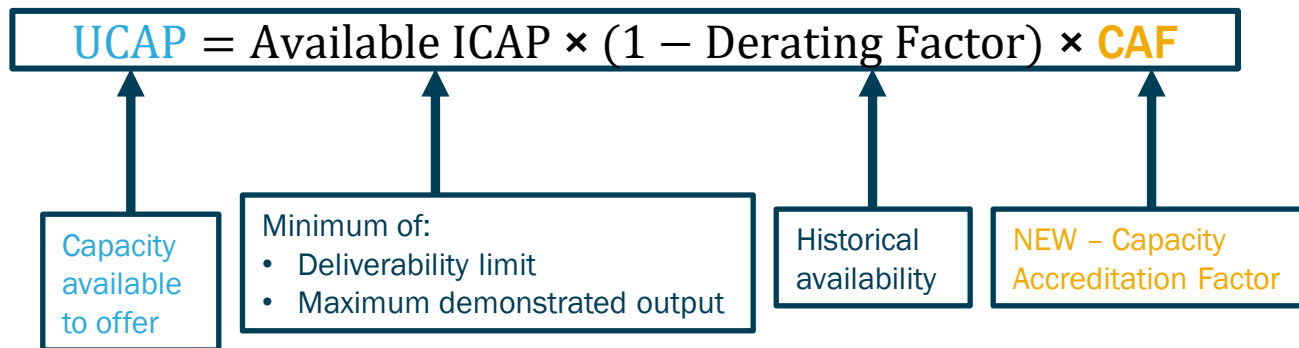 UCAP = Available ICAP × (1 − Derating Factor) × CAF
Capacity
available
to offer
Minimum of:
• Deliverability limit
• Maximum demonstrated output
Historical
availability
NEW – Capacity
Accreditation Factor